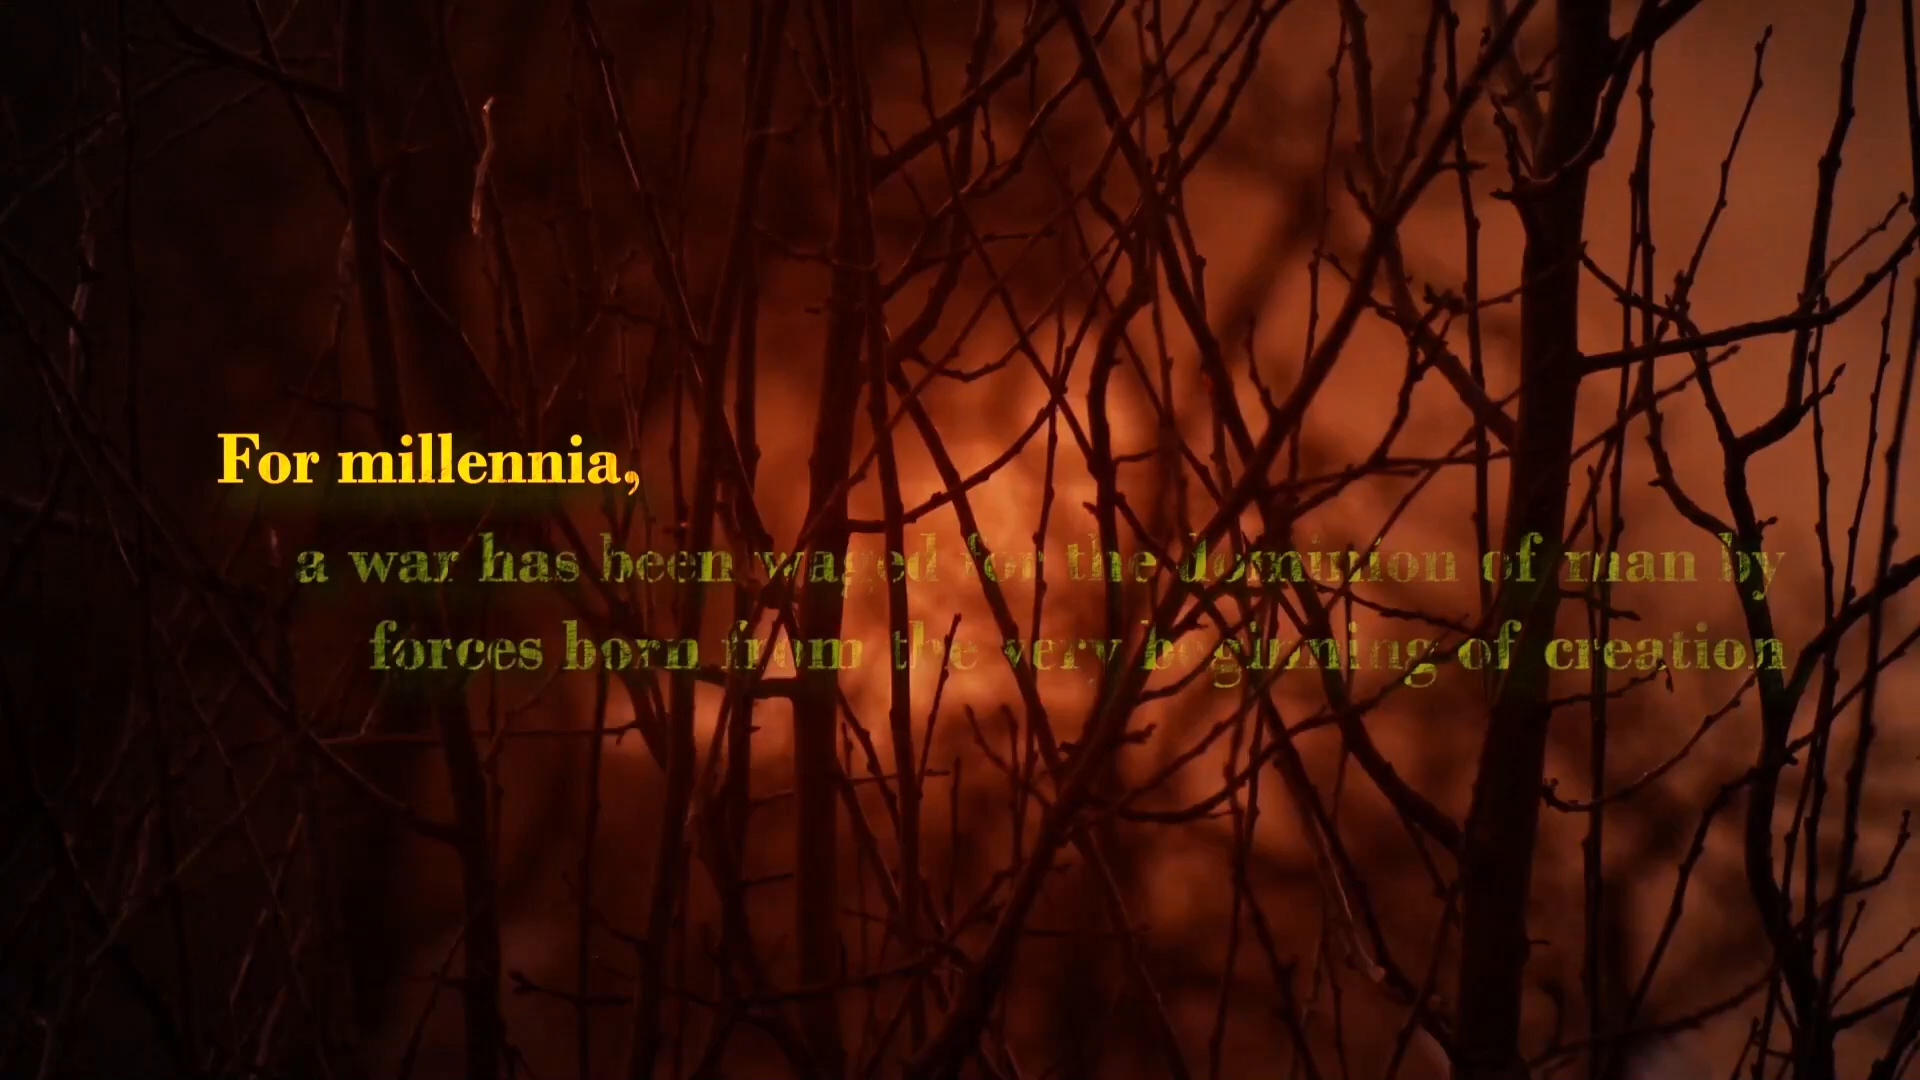 For millennia,
a war has been waged for the dominion of man by
forces born from the very beginning of creation